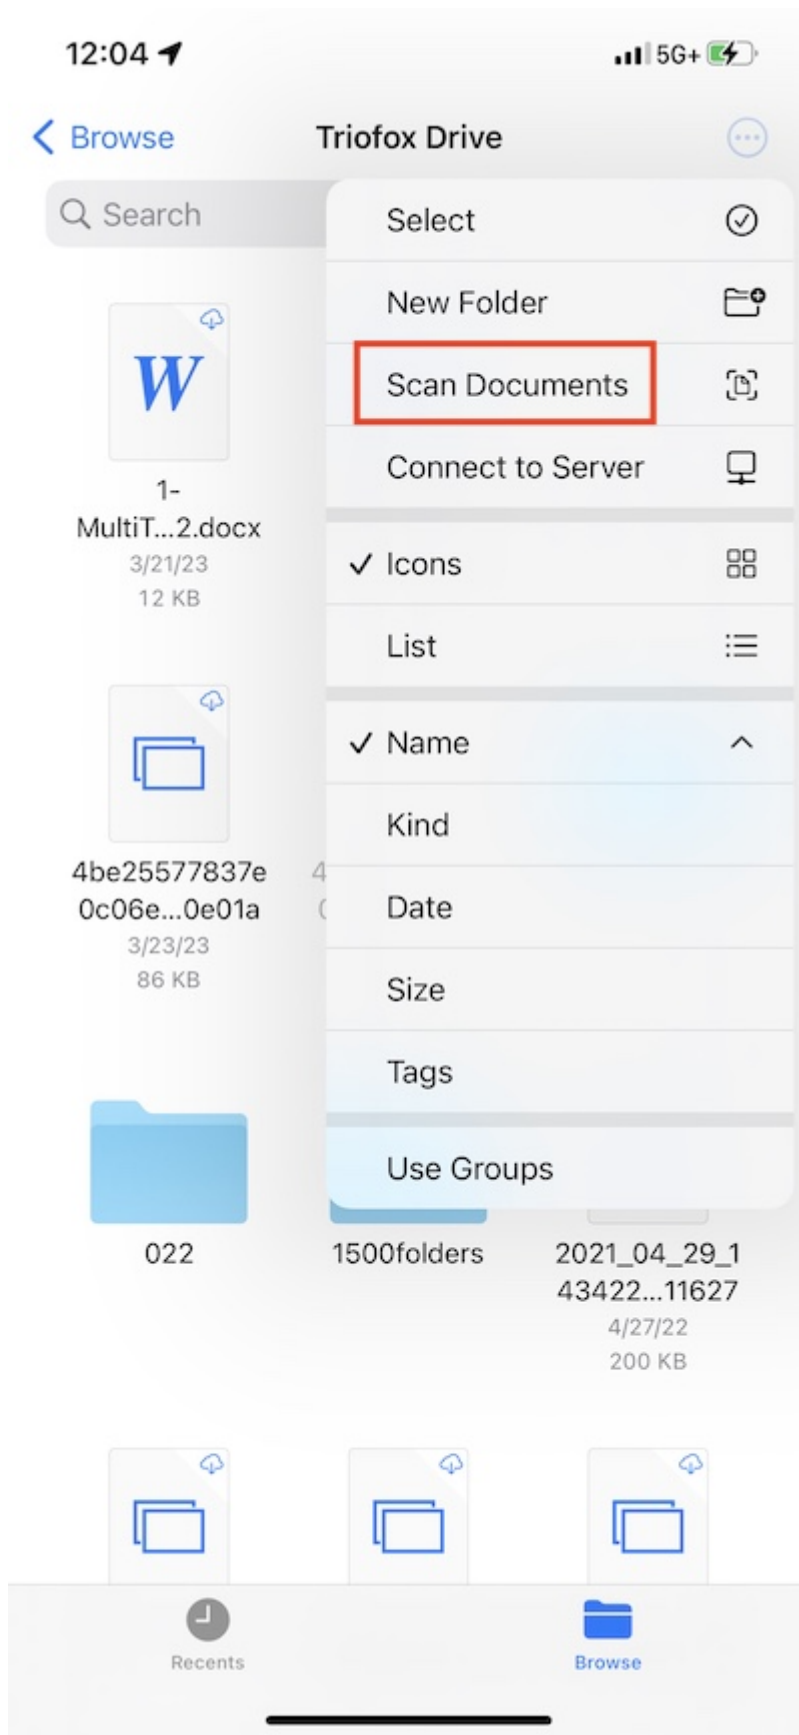 12:04
5G+
Browse
Triofox Drive
Search
Select
New Folder
Scan Documents
Connect to Server
Icons
List
Name
Kind
Date
Size
Tags
Use Groups
W
1-
MultiT...2.docx
3/21/23
12 KB
4be25577837e
0c06e...0e01a
3/23/23
86 KB
022
1500folders
2021_04_29_1
43422...11627
4/27/22
200 KB
Recents
Browse